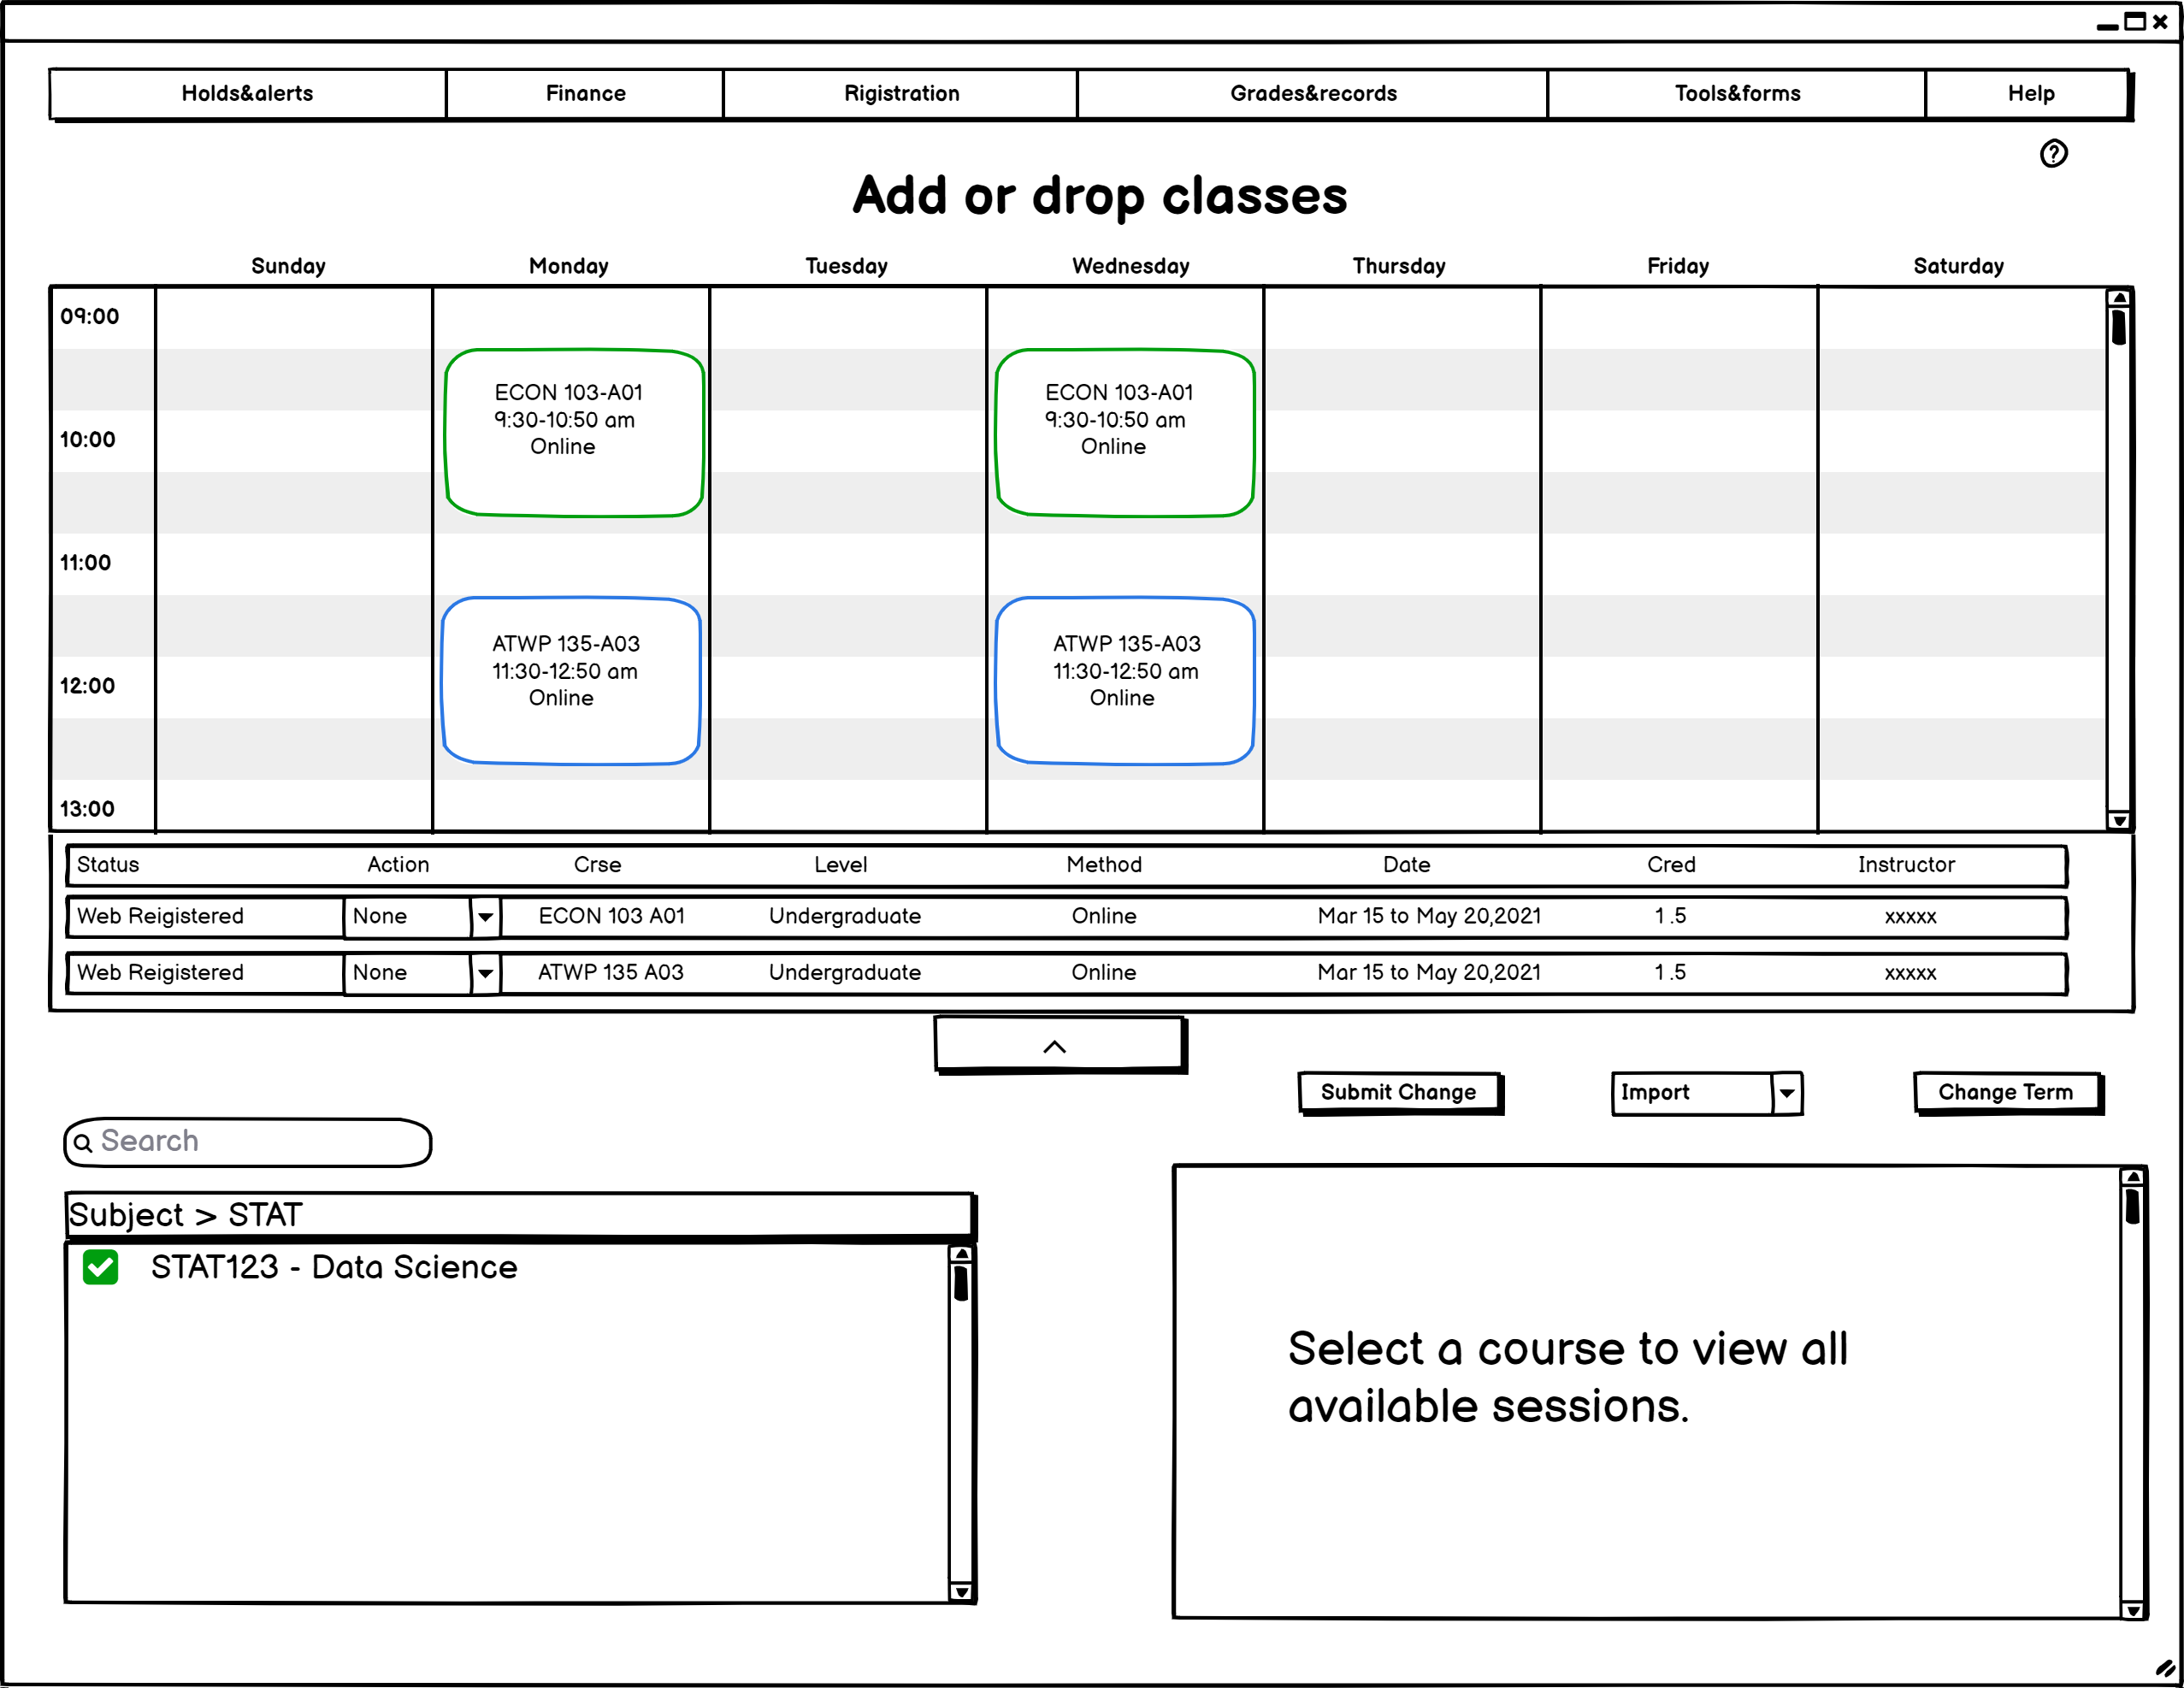 Holds&alerts Finance Rigistration Grades&records Tools&forms Help
?
Add or drop classes
Sunday Monday Tuesday Wednesday Thursday Friday Saturday
09:00
ECON 103-A01 ECON 103-A01
9:30-10:50 am 9:30-10:50 am
10:00
Online Online
11:00
ATWP 135-A03 ATWP 135-A03
11:30-12:50 am 11:30-12:50 am
12:00
Online Online
13:00
Status Action Crse Level Method Date Cred Instructor
Web Reigistered None ECON 103 A01 Undergraduate Online Mar 15 to May 20,2021 1.5 xxxxx
Web Reigistered None ATWP 135 A03 Undergraduate Online Mar 15 to May 20,2021 1.5 xxxxx
Submit Change Import Change Term
Search
Subject > STAT
STAT123 - Data Science
Select a course to view all
available sessions.